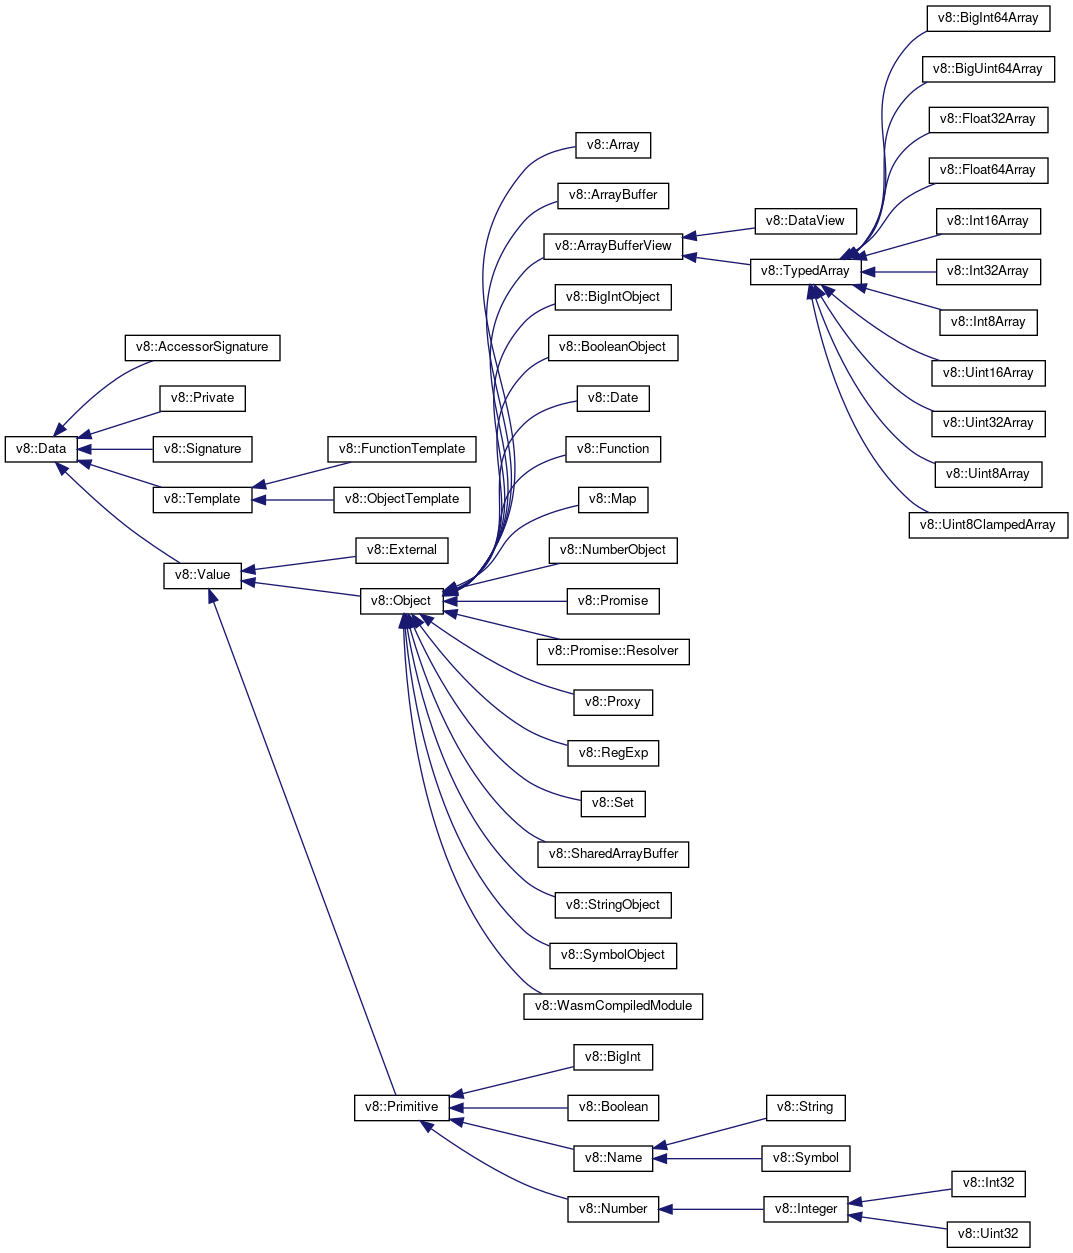 v8::BigInt64Array
v8::BigUint64Array
v8::Float32Array
v8::Array
v8::Float64Array
v8::ArrayBuffer
v8::DataView
v8::Int16Array
v8::ArrayBufferView
v8::TypedArray
v8::Int32Array
v8::BigIntObject
v8::Int8Array
v8::AccessorSignature
v8::BooleanObject
v8::Uint16Array
v8::Private
v8::Date
v8::Uint32Array
v8::Data
v8::Signature
v8::FunctionTemplate
v8::Function
v8::Uint8Array
v8::Template
v8::ObjectTemplate
v8::Map
v8::Uint8ClampedArray
v8::External
v8::NumberObject
v8::Value
v8::Object
v8::Promise
v8::Promise::Resolver
v8::Proxy
v8::RegExp
v8::Set
v8::SharedArrayBuffer
v8::StringObject
v8::SymbolObject
v8::WasmCompiledModule
v8::BigInt
v8::Primitive
v8::Boolean
v8::String
v8::Name
v8::Symbol
v8::Int32
v8::Number
v8::Integer
v8::Uint32